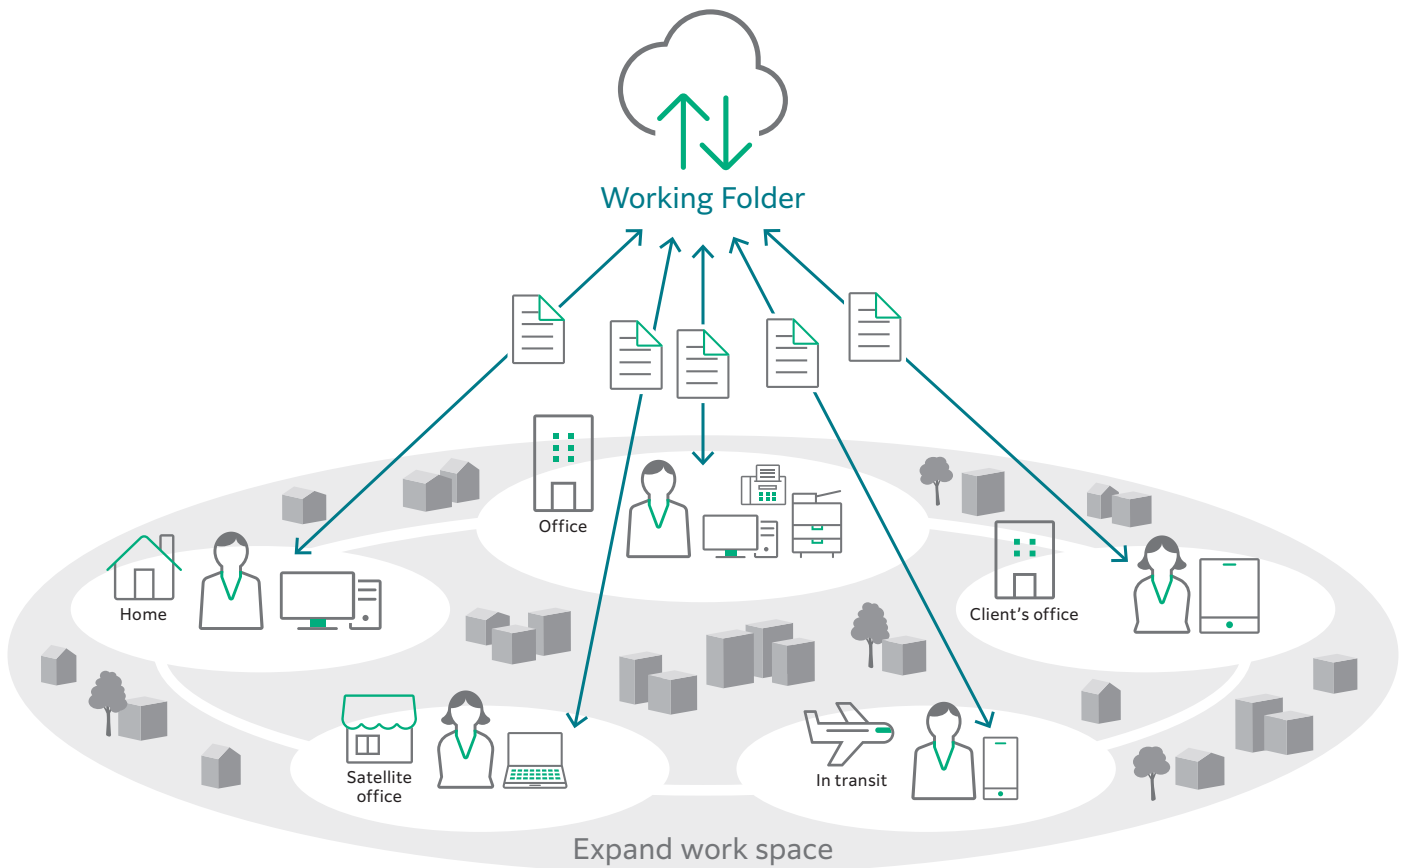 Working Folder
Office
Home
Client's office
Satellite
office
In transit
Expand work space